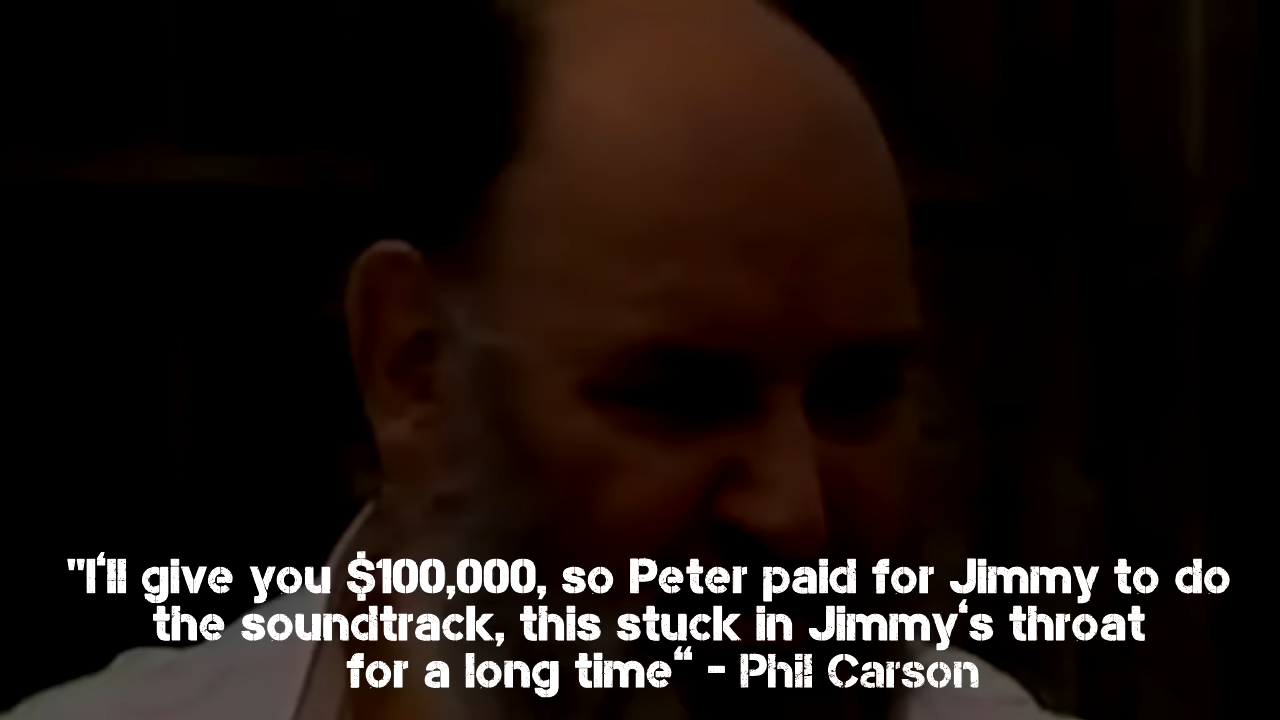 "I‘ll give you $100,000, so Peter paid for Jimmy to do
the soundtrack, this stuck in Jimmy‘s throat
for a long time“ - Phil Carson